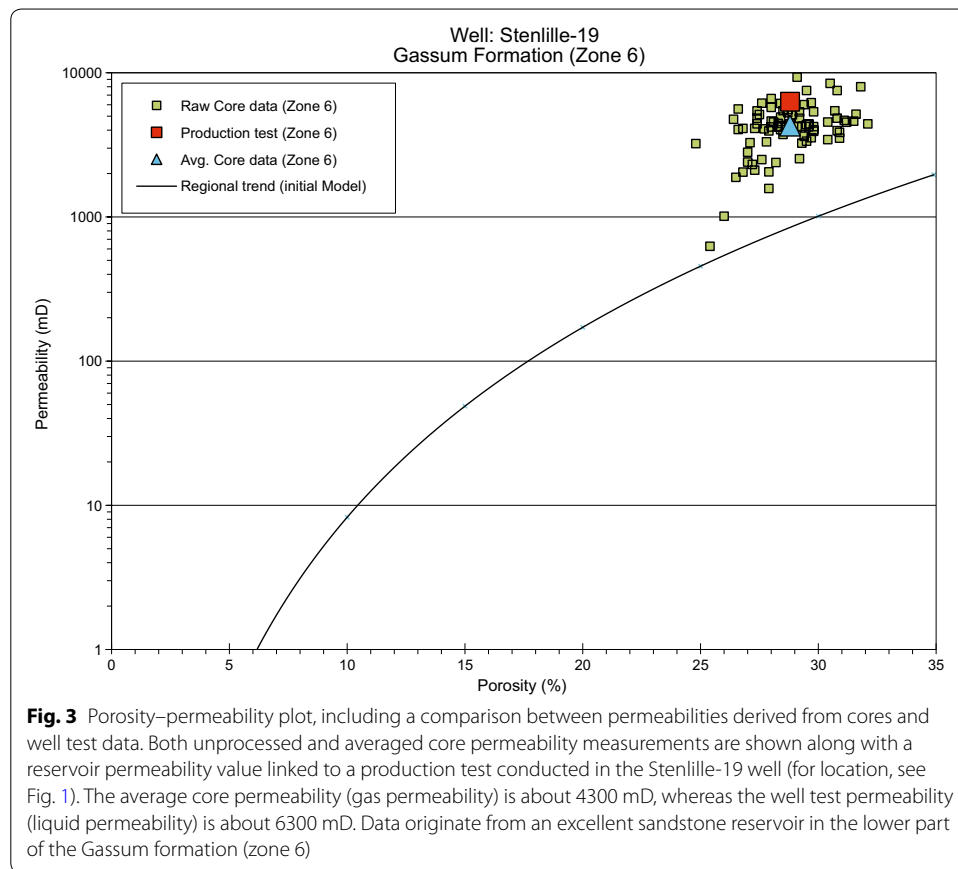 Well: Stenlille-19
Gassum Formation (Zone 6)
10000
1000
100
10
1
Permeability (mD)
Raw Core data (Zone 6)
Production test (Zone 6)
Avg. Core data (Zone 6)
Regional trend (initial Model)
0 5 10 15 20 25 30 35
Porosity (%)
Fig. 3 Porosity–permeability plot, including a comparison between permeabilities derived from cores and
well test data. Both unprocessed and averaged core permeability measurements are shown along with a
reservoir permeability value linked to a production test conducted in the Stenlille-19 well (for location, see
Fig. 1). The average core permeability (gas permeability) is about 4300 mD, whereas the well test permeability
(liquid permeability) is about 6300 mD. Data originate from an excellent sandstone reservoir in the lower part
of the Gassum formation (zone 6)